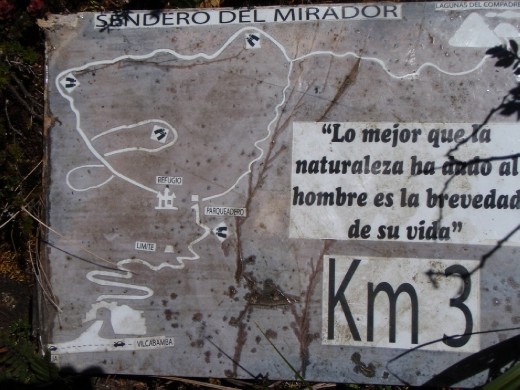 SENDERO DEL MIRADOR
LAGUNAS DEL COMPADRE
"Lo mejor que la
naturaleza ha dado al
hombre es la brevedad
de su vida"
REFUGIO
PARQUEADERO
LIMITE
Km 3
VILCABAMBA